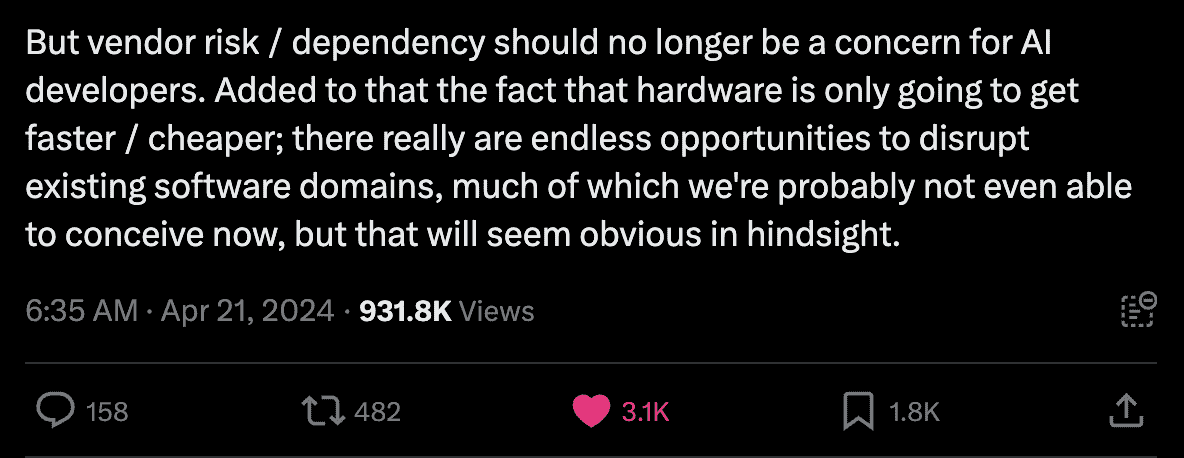 But vendor risk / dependency should no longer be a concern for AI
developers. Added to that the fact that hardware is only going to get
faster / cheaper; there really are endless opportunities to disrupt
existing software domains, much of which we're probably not even able
to conceive now, but that will seem obvious in hindsight.
6:35 AM · Apr 21, 2024 · 931.8K Views
158 482 3.1K 1.8K